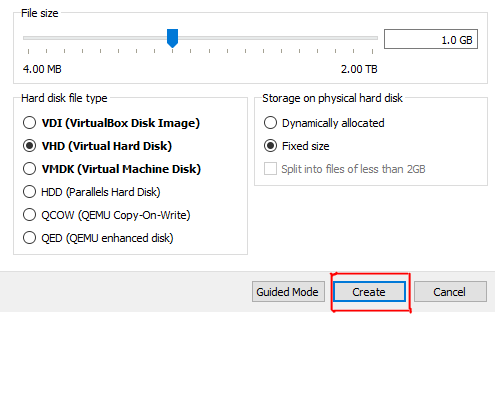 File size
1.0 GB
4.00 MB
2.00 TB
Hard disk file type
VDI (VirtualBox Disk Image)
VHD (Virtual Hard Disk)
VMDK (Virtual Machine Disk)
HDD (Parallels Hard Disk)
QCOW (QEMU Copy-On-Write)
QED (QEMU enhanced disk)
Storage on physical hard disk
Dynamically allocated
Fixed size
Split into files of less than 2GB
Guided Mode
Create
Cancel